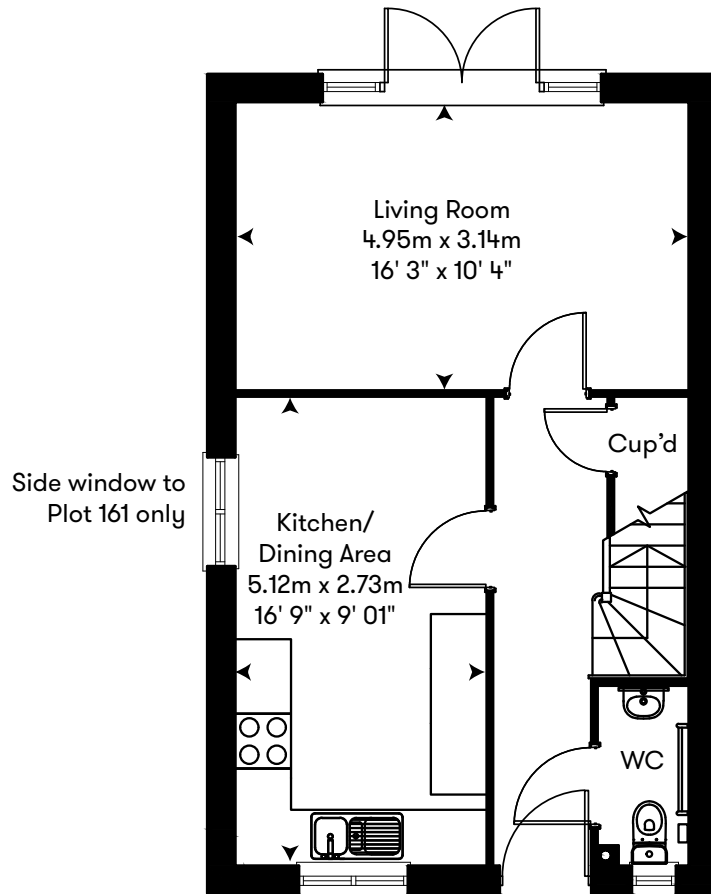 Living Room
4.95m x 3.14m
16' 3" x 10' 4"
Cup'd
Side window to
Plot 161 only
Kitchen/
Dining Area
5.12m x 2.73m
16' 9" x 9' 01"
WC